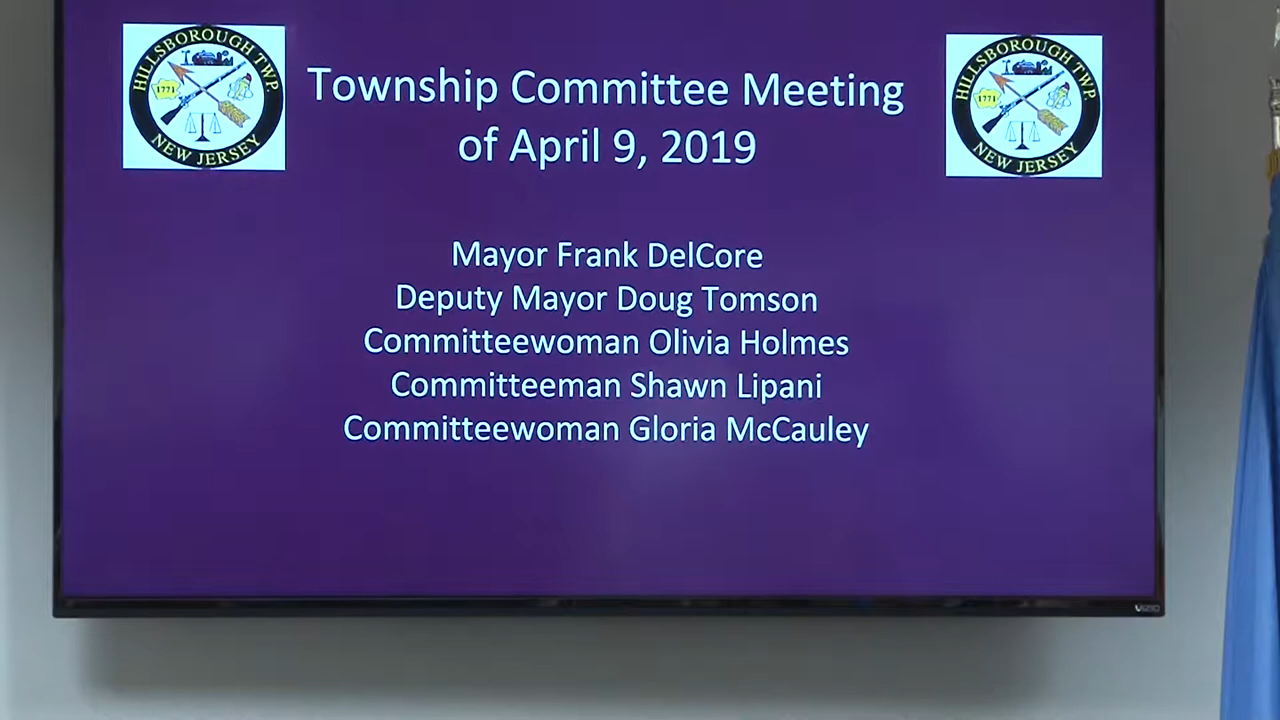 HILLSBOROUGH TWP.
1771
NEW JERSEY
Township Committee Meeting
of April 9, 2019
HILLSBOROUGH TWP.
1771
NEW JERSEY
Mayor Frank DelCore
Deputy Mayor Doug Tomson
Committeewoman Olivia Holmes
Committeeman Shawn Lipani
Committeewoman Gloria McCauley
VIZIO